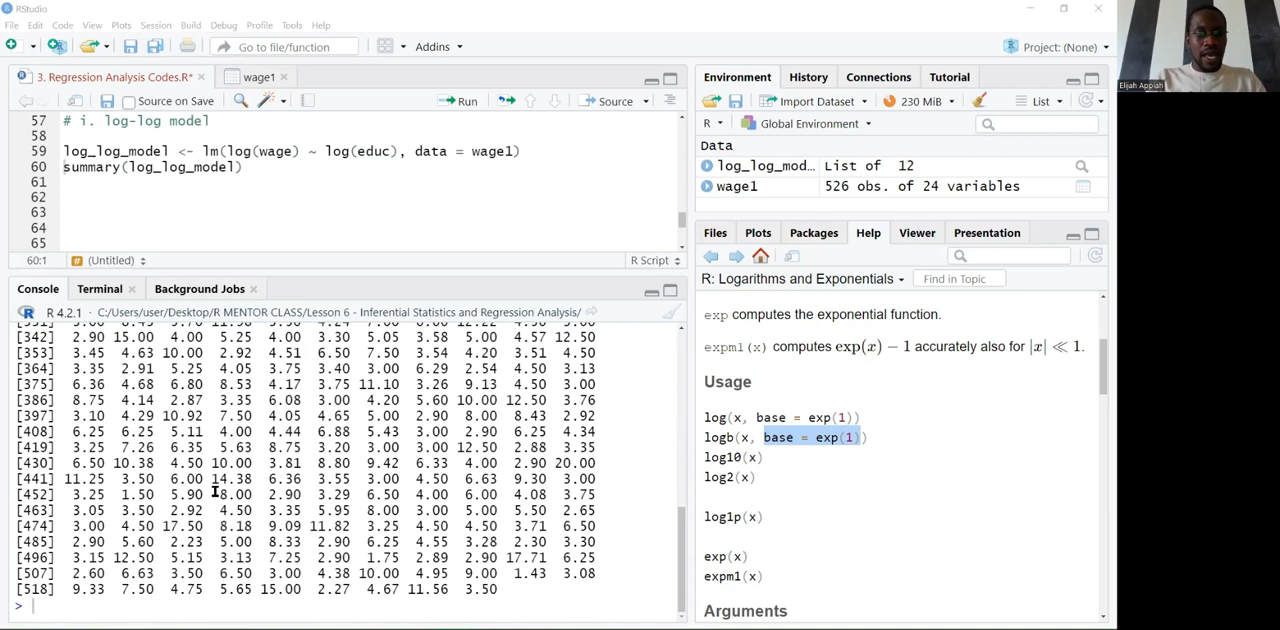 RStudio
File Edit Code View Plots Session Build Debug Profile Tools Help
Go to file/function Addins Project: (None)
3. Regression Analysis Codes.R* wage1
Source on Save Run Source
57 # i. log-log model
58
59 log_log_model <- lm(log(wage) ~ log(educ), data = wage1)
60 summary(log_log_model)
61
62
63
64
65
60:1 # (Untitled) R Script
Console Terminal Background Jobs
R 4.2.1 · C:/Users/user/Desktop/R MENTOR CLASS/Lesson 6 - Inferential Statistics and Regression Analysis/
[342] 2.90 15.00 4.00 5.25 4.00 3.30 5.05 3.58 5.00 4.57 12.50
[353] 3.45 4.63 10.00 2.92 4.51 6.50 7.50 3.54 4.20 3.51 4.50
[364] 3.35 2.91 5.25 4.05 3.75 3.40 3.00 6.29 2.54 4.50 3.13
[375] 6.36 4.68 6.80 8.53 4.17 3.75 11.10 3.26 9.13 4.50 3.00
[386] 8.75 4.14 2.87 3.35 6.08 3.00 4.20 5.60 10.00 12.50 3.76
[397] 3.10 4.29 10.92 7.50 4.05 4.65 5.00 2.90 8.00 8.43 2.92
[408] 6.25 6.25 5.11 4.00 4.44 6.88 5.43 3.00 2.90 6.25 4.34
[419] 3.25 7.26 6.35 5.63 8.75 3.20 3.00 3.00 12.50 2.88 3.35
[430] 6.50 10.38 4.50 10.00 3.81 8.80 9.42 6.33 4.00 2.90 20.00
[441] 11.25 3.50 6.00 14.38 6.36 3.55 3.00 4.50 6.63 9.30 3.00
[452] 3.25 1.50 5.90 8.00 2.90 3.29 6.50 4.00 6.00 4.08 3.75
[463] 3.05 3.50 2.92 4.50 3.35 5.95 8.00 3.00 5.00 5.50 2.65
[474] 3.00 4.50 17.50 8.18 9.09 11.82 3.25 4.50 4.50 3.71 6.50
[485] 2.90 5.60 2.23 5.00 8.33 2.90 6.25 4.55 3.28 2.30 3.30
[496] 3.15 12.50 5.15 3.13 7.25 2.90 1.75 2.89 2.90 17.71 6.25
[507] 2.60 6.63 3.50 6.50 3.00 4.38 10.00 4.95 9.00 1.43 3.08
[518] 9.33 7.50 4.75 5.65 15.00 2.27 4.67 11.56 3.50
>
Environment History Connections Tutorial
Import Dataset 230 MiB List
R Global Environment
Data
log_log_mod... List of 12
wage1 526 obs. of 24 variables
Files Plots Packages Help Viewer Presentation
R: Logarithms and Exponentials Find in Topic
exp computes the exponential function.
expm1(x) computes exp(x) − 1 accurately also for |x| ≪ 1.
Usage
log(x, base = exp(1))
logb(x, base = exp(1))
log10(x)
log2(x)
log1p(x)
exp(x)
expm1(x)
Arguments
Elijah Appiah